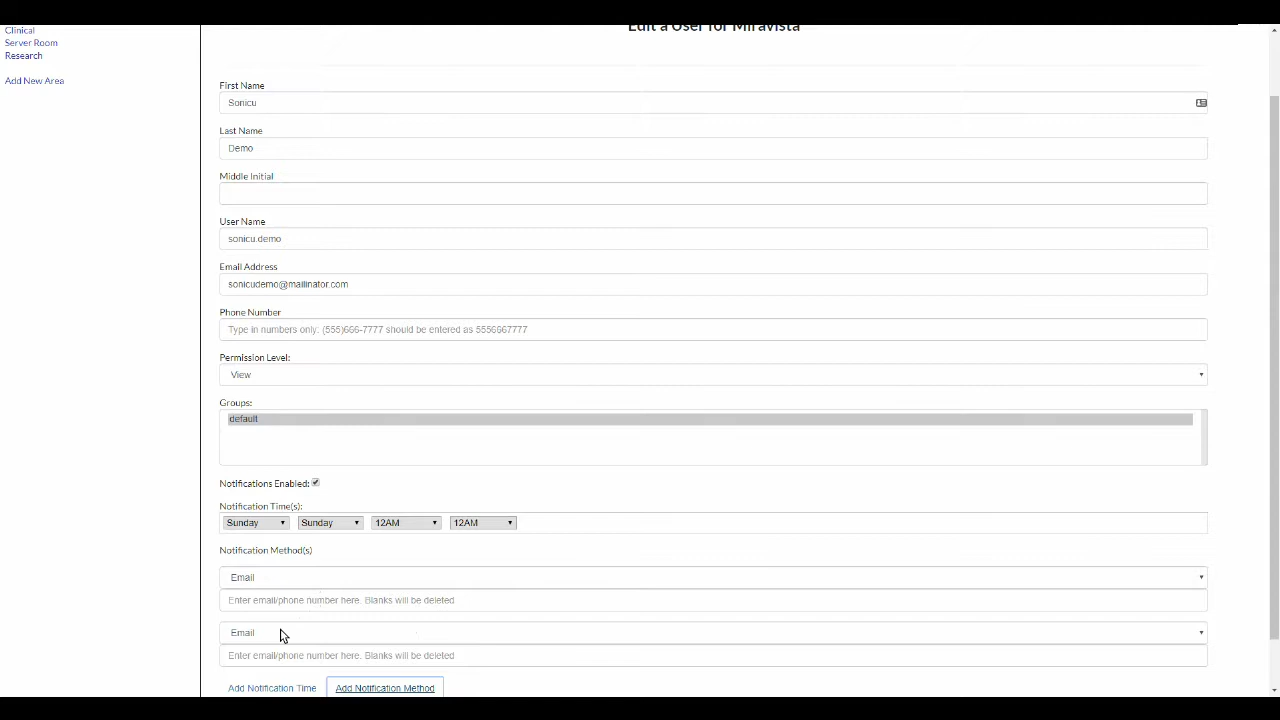 Clinical
Server Room
Research
Add New Area
Edit a User for Miravista
First Name
Sonicu
Last Name
Demo
Middle Initial
User Name
sonicu.demo
Email Address
sonicudemo@mailinator.com
Phone Number
Type in numbers only: (555)666-7777 should be entered as 5556667777
Permission Level:
View
Groups:
default
Notifications Enabled:
Notification Time(s):
Sunday Sunday 12AM 12AM
Notification Method(s)
Email
Enter email/phone number here. Blanks will be deleted
Email
Enter email/phone number here. Blanks will be deleted
Add Notification Time Add Notification Method